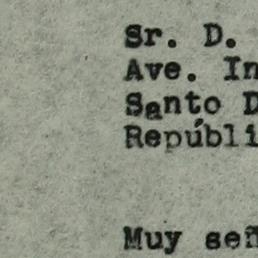 Sr. D.
Ave. In
Santo D
Repúbli
Muy señ